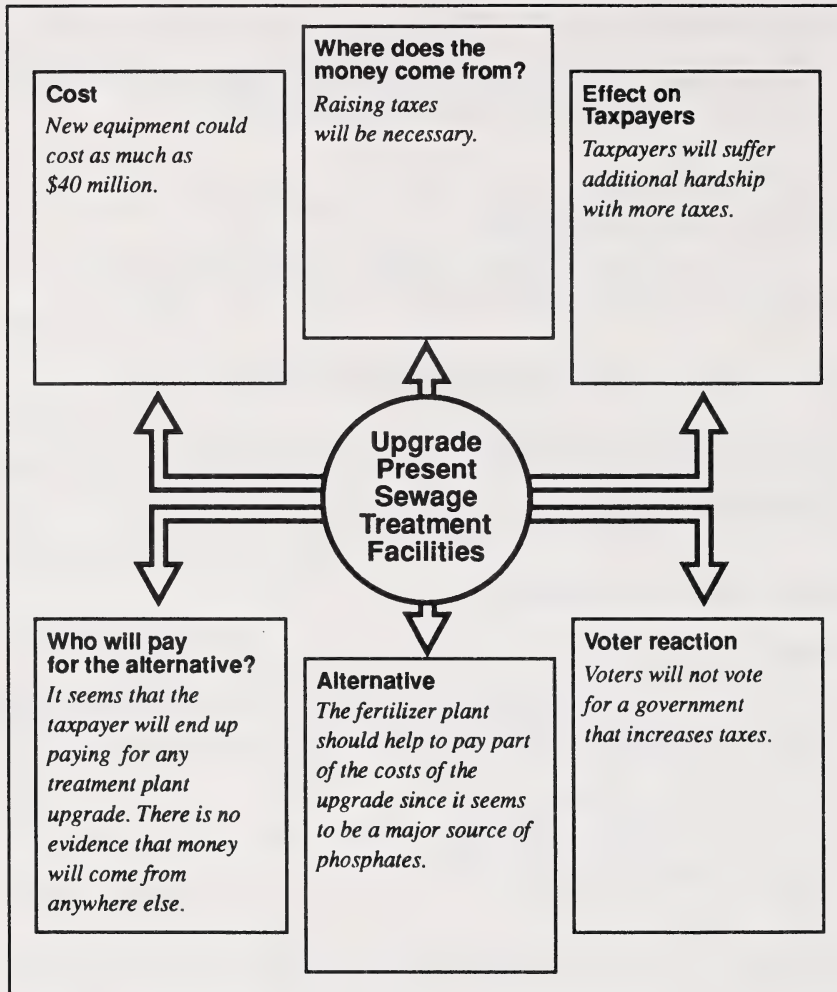 Cost
New equipment could
cost as much as
$40 million.
Where does the
money come from?
Raising taxes
will be necessary.
Effect on
Taxpayers
Taxpayers will suffer
additional hardship
with more taxes.
Upgrade
Present
Sewage
Treatment
Facilities
Who will pay
for the alternative?
It seems that the
taxpayer will end up
paying for any
treatment plant
upgrade. There is no
evidence that money
will come from
anywhere else.
Alternative
The fertilizer plant
should help to pay part
of the costs of the
upgrade since it seems
to be a major source of
phosphates.
Voter reaction
Voters will not vote
for a government
that increases taxes.